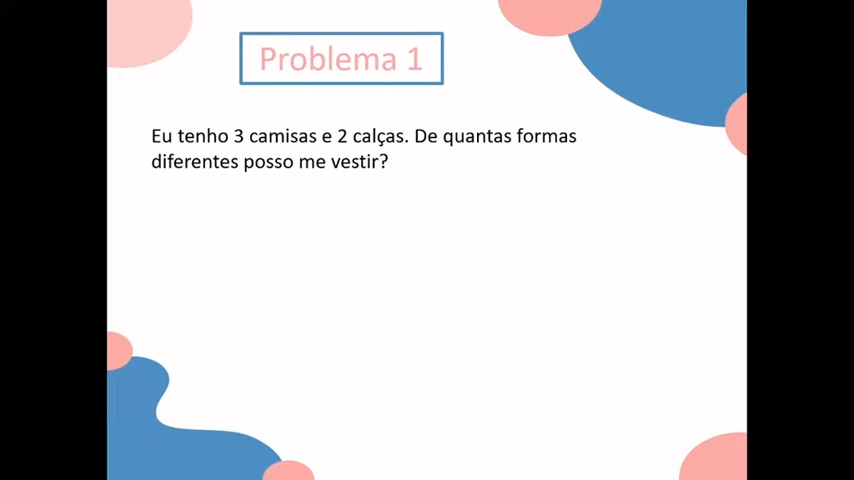 Problema 1
Eu tenho 3 camisas e 2 calças. De quantas formas
diferentes posso me vestir?